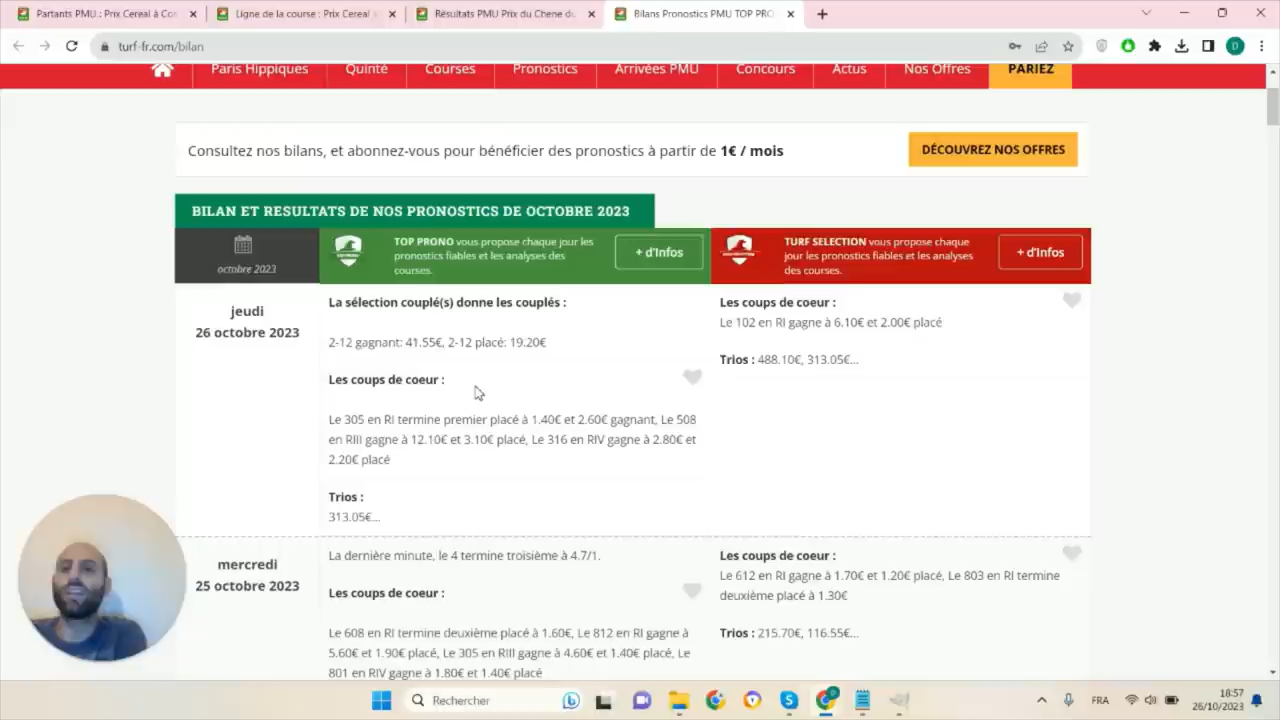 Partants PMU : Prix Cereal à Con
Ligne de la course : Prix Cereal
Résultats PMU Prix du Chene du
Bilans Pronostics PMU TOP PRO
turf-fr.com/bilan
D
Paris Hippiques Quinté Courses Pronostics Arrivées PMU Concours Actus Nos Offres PARIEZ
Consultez nos bilans, et abonnez-vous pour bénéficier des pronostics à partir de 1€ / mois
DÉCOUVREZ NOS OFFRES
BILAN ET RESULTATS DE NOS PRONOSTICS DE OCTOBRE 2023
octobre 2023
TOP PRONO vous propose chaque jour les
pronostics fiables et les analyses des
courses.
+ d'Infos
TURF SELECTION vous propose chaque
jour les pronostics fiables et les analyses
des courses.
+ d'Infos
jeudi
26 octobre 2023
La sélection couplé(s) donne les couplés :
2-12 gagnant: 41.55€, 2-12 placé: 19.20€
Les coups de coeur :
Le 305 en RI termine premier placé à 1.40€ et 2.60€ gagnant, Le 508
en RIII gagne à 12.10€ et 3.10€ placé, Le 316 en RIV gagne à 2.80€ et
2.20€ placé
Trios :
313.05€...
Les coups de coeur :
Le 102 en RI gagne à 6.10€ et 2.00€ placé
Trios : 488.10€, 313.05€...
mercredi
25 octobre 2023
La dernière minute, le 4 termine troisième à 4.7/1.
Les coups de coeur :
Le 608 en RI termine deuxième placé à 1.60€, Le 812 en RI gagne à
5.60€ et 1.90€ placé, Le 305 en RIII gagne à 4.60€ et 1.40€ placé, Le
801 en RIV gagne à 1.80€ et 1.40€ placé
Les coups de coeur :
Le 612 en RI gagne à 1.70€ et 1.20€ placé, Le 803 en RI termine
deuxième placé à 1.30€
Trios : 215.70€, 116.55€...
Rechercher
FRA
18:57
26/10/2023